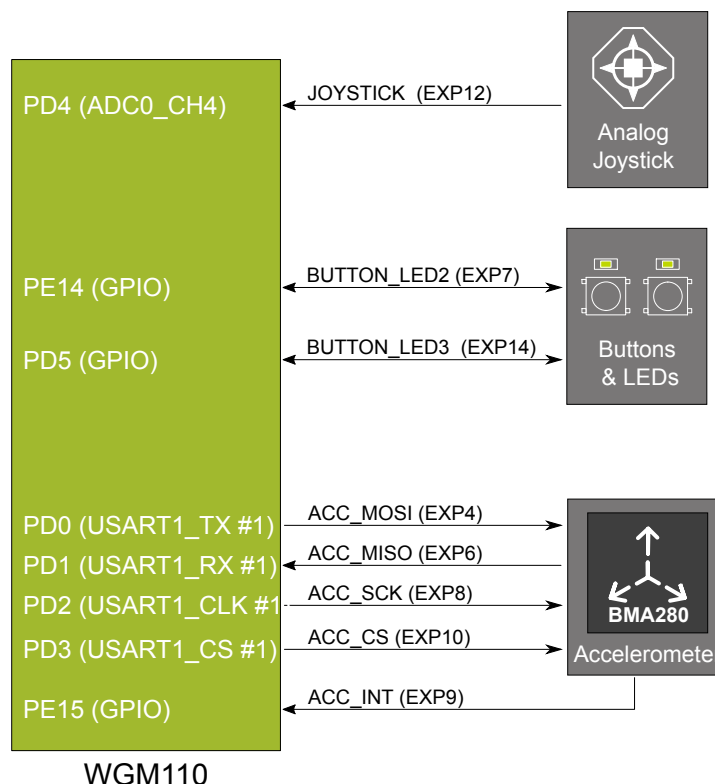 PD4 (ADC0_CH4)
JOYSTICK (EXP12)
Analog
Joystick
PE14 (GPIO)
BUTTON_LED2 (EXP7)
PD5 (GPIO)
BUTTON_LED3 (EXP14)
Buttons
& LEDs
PD0 (USART1_TX #1)
ACC_MOSI (EXP4)
PD1 (USART1_RX #1)
ACC_MISO (EXP6)
PD2 (USART1_CLK #1
ACC_SCK (EXP8)
PD3 (USART1_CS #1)
ACC_CS (EXP10)
BMA280
Acceleromete
PE15 (GPIO)
ACC_INT (EXP9)
WGM110